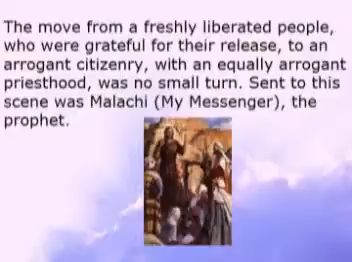 The move from a freshly liberated people,
who were grateful for their release, to an
arrogant citizenry, with an equally arrogant
priesthood, was no small turn. Sent to this
scene was Malachi (My Messenger), the
prophet.